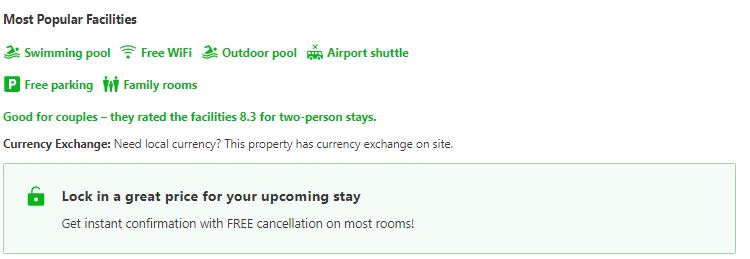 Most Popular Facilities
Swimming pool Free WiFi Outdoor pool Airport shuttle
P Free parking Family rooms
Good for couples – they rated the facilities 8.3 for two-person stays.
Currency Exchange: Need local currency? This property has currency exchange on site.
Lock in a great price for your upcoming stay
Get instant confirmation with FREE cancellation on most rooms!